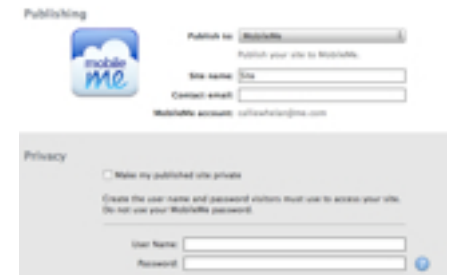 Publishing
Publish to: MobileMe
Publish your site to MobileMe.
mobile
me
Site name: Site
Contact email:
MobileMe account: @me.com
Privacy
Make my published site private
Create the user name and password visitors must use to access your site.
Do not use your MobileMe password.
User Name:
Password:
?